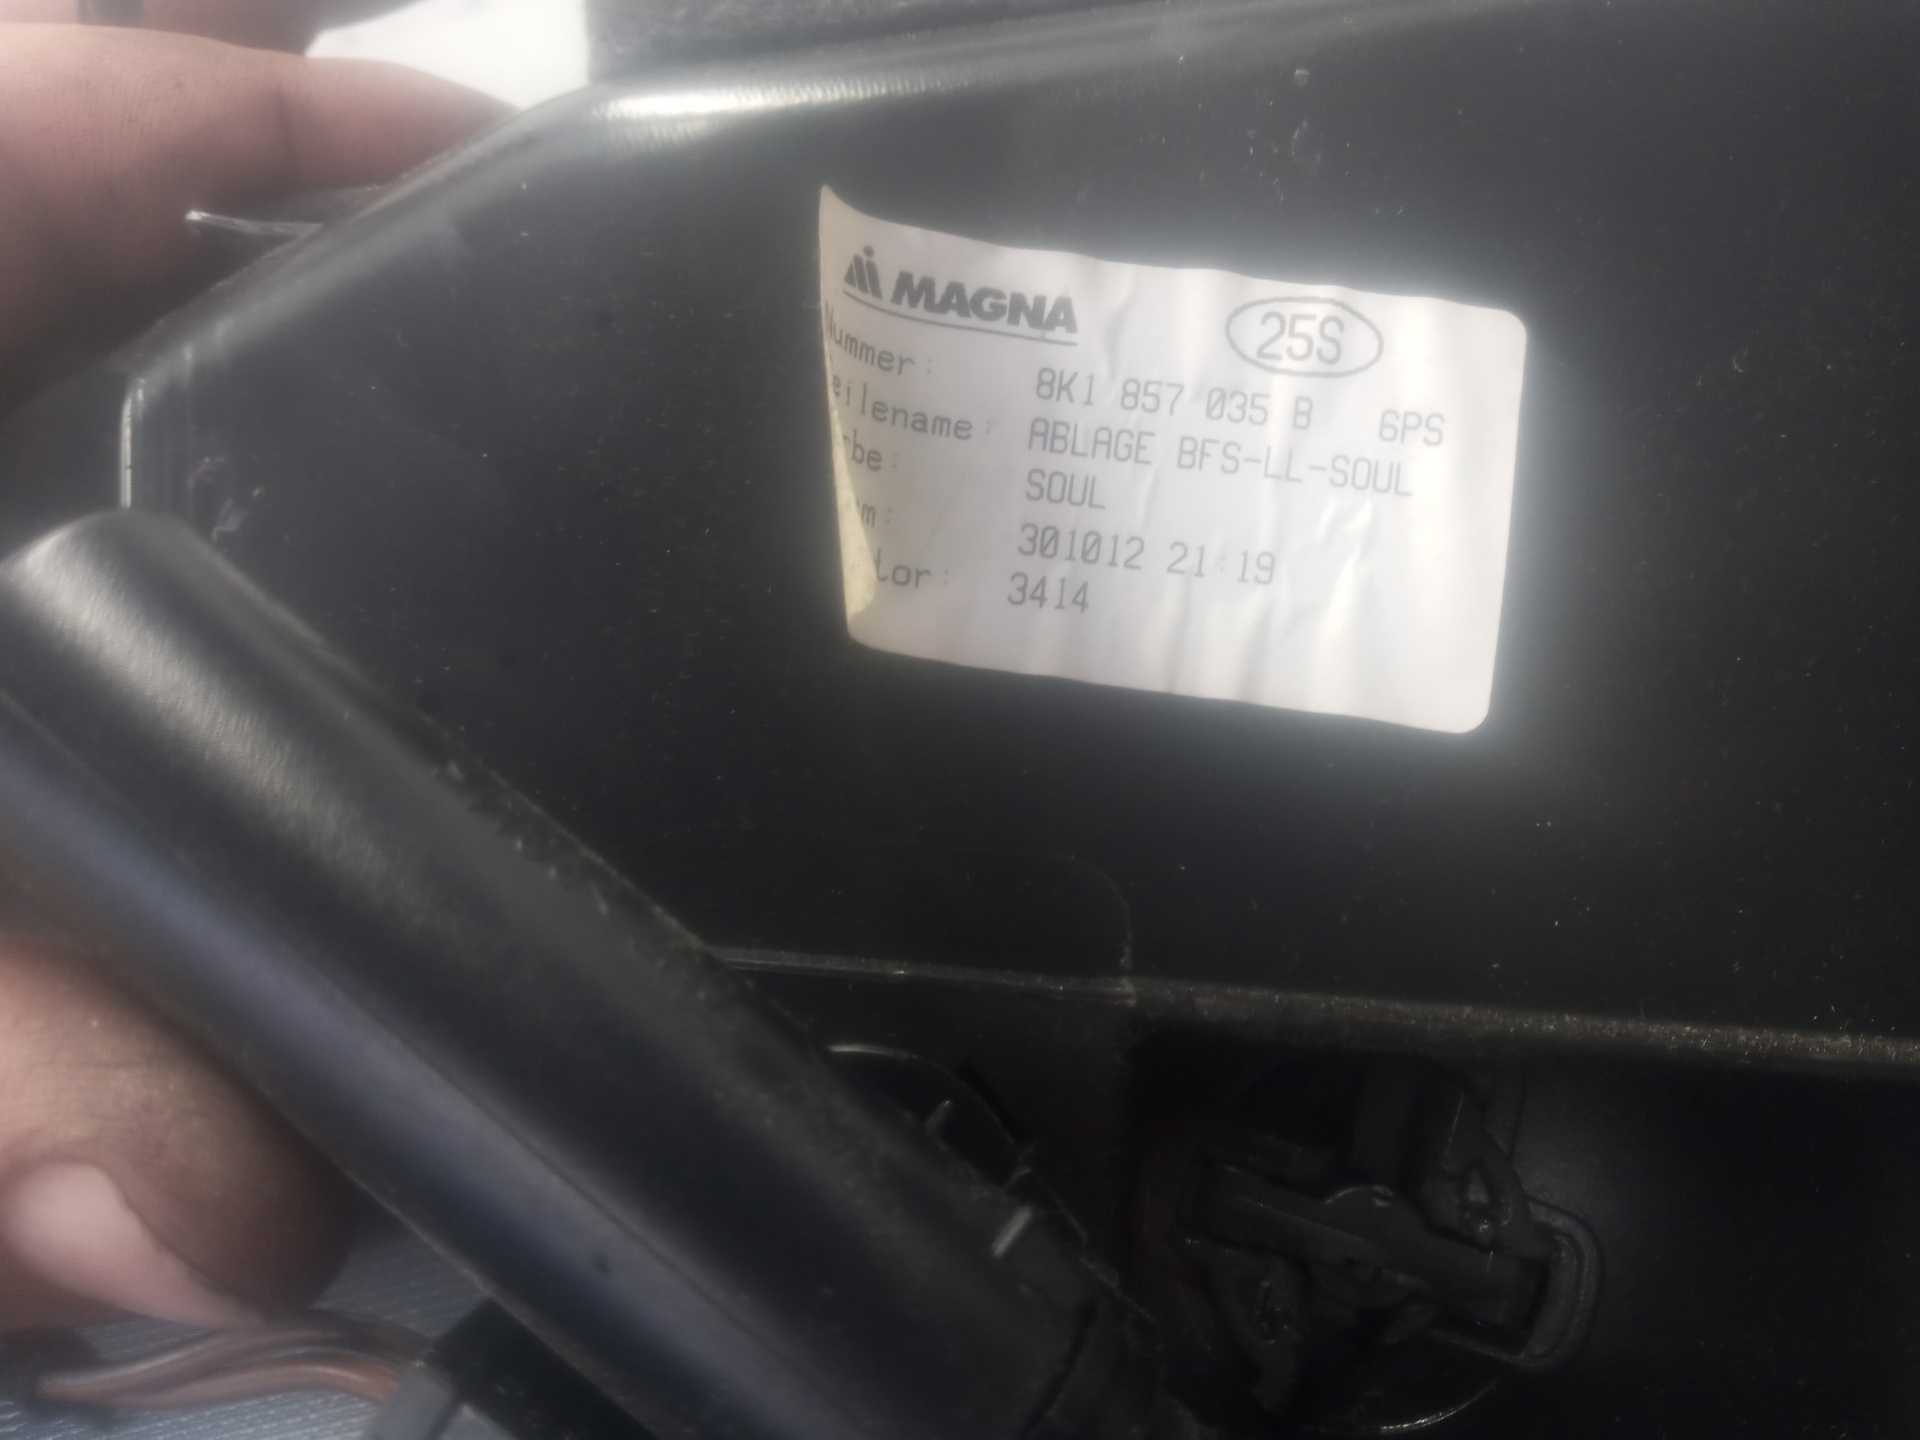 MAGNA 25S
Nummer: 8K1 857 035 B 6PS
eilename: ABLAGE BFS-LL-SOUL
rbe: SOUL
um: 301012 21:19
tor: 3414